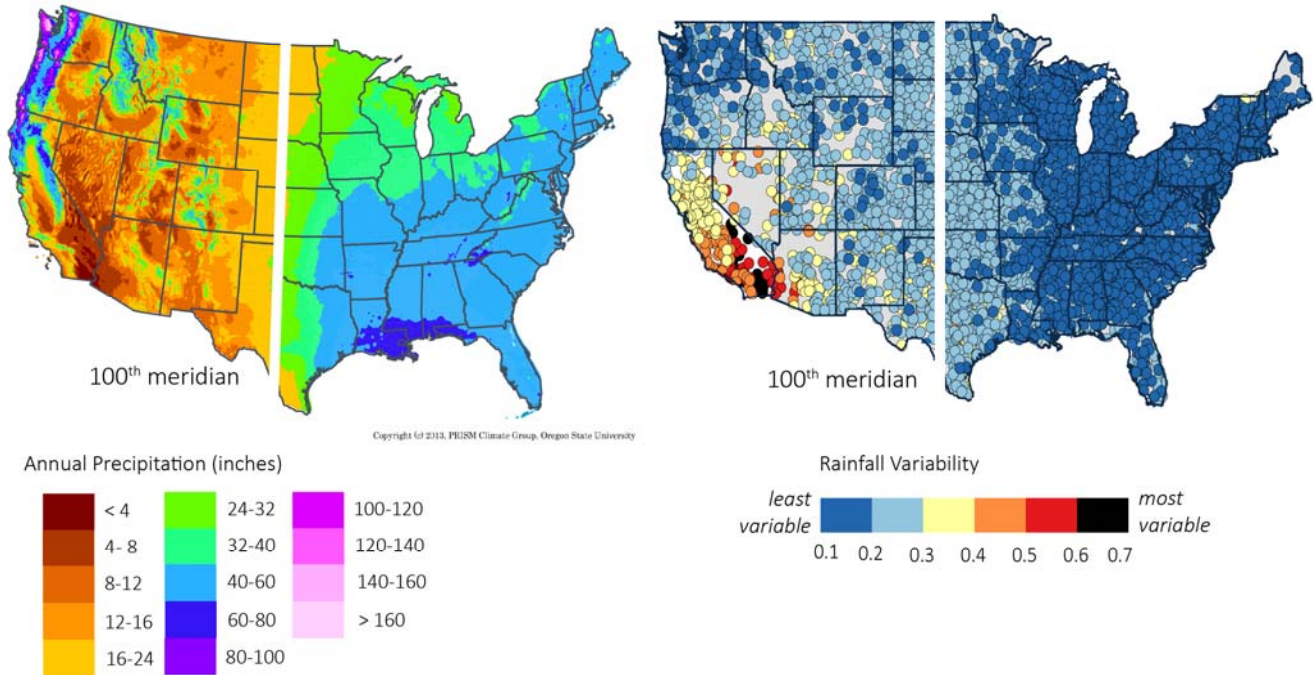 100th meridian
100th meridian
Copyright (c) 2013, PRISM Climate Group, Oregon State University
Annual Precipitation (inches)
< 4
4- 8
8-12
12-16
16-24
24-32
32-40
40-60
60-80
80-100
100-120
120-140
140-160
> 160
Rainfall Variability
least
variable
most
variable
0.1 0.2 0.3 0.4 0.5 0.6 0.7